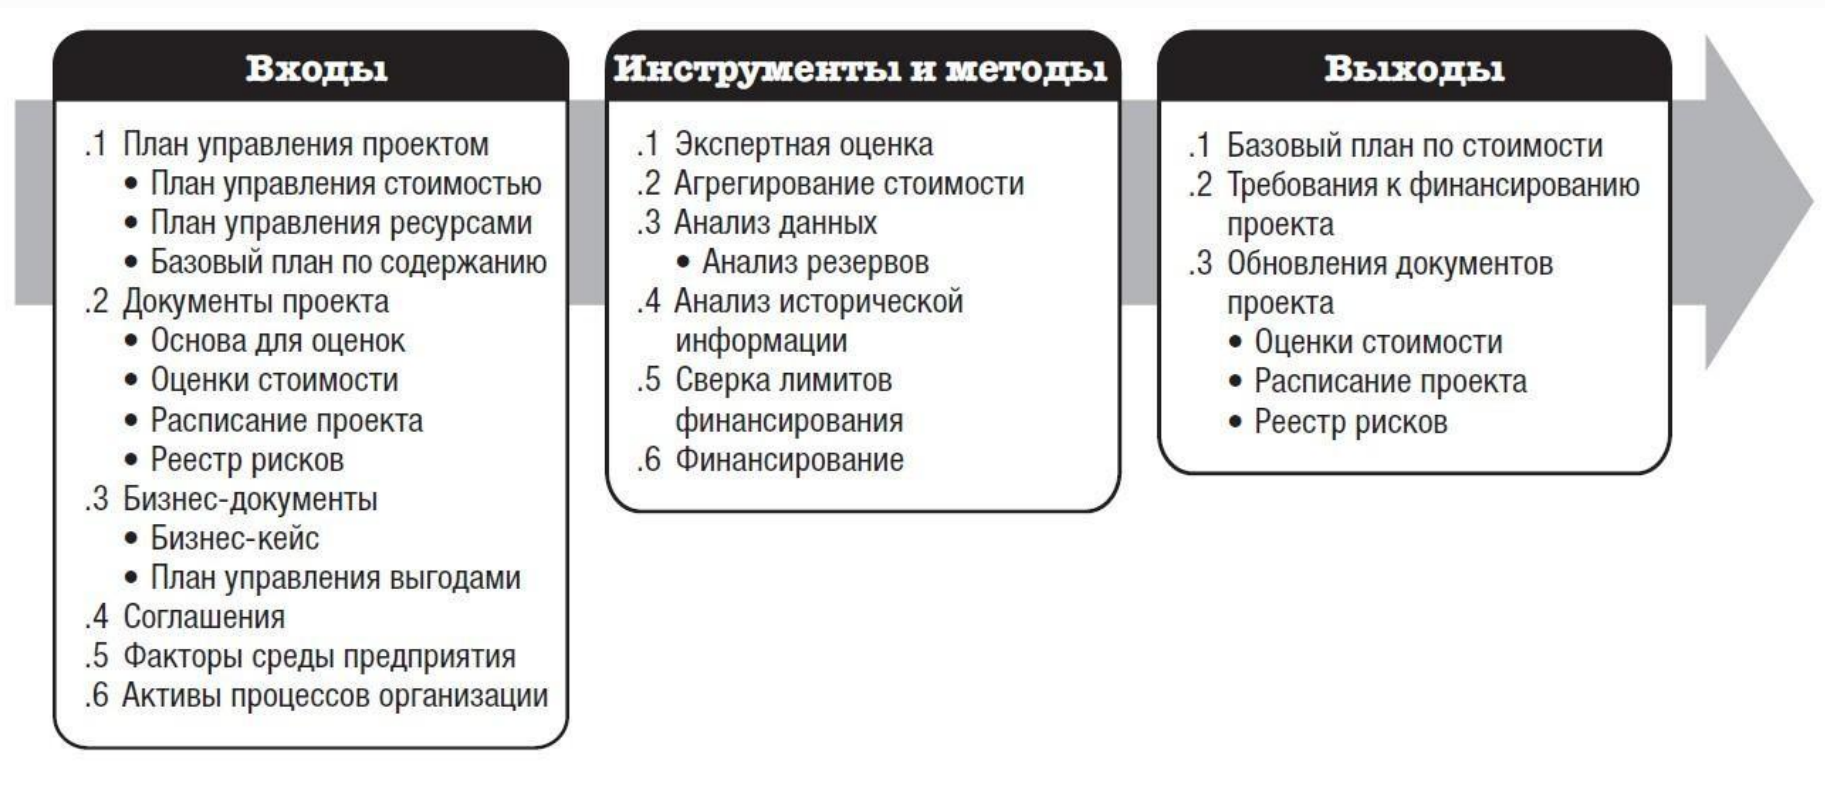 Входы
.1 План управления проектом
• План управления стоимостью
• План управления ресурсами
• Базовый план по содержанию
.2 Документы проекта
• Основа для оценок
• Оценки стоимости
• Расписание проекта
• Реестр рисков
.3 Бизнес-документы
• Бизнес-кейс
• План управления выгодами
.4 Соглашения
.5 Факторы среды предприятия
.6 Активы процессов организации
Инструменты и методы
.1 Экспертная оценка
.2 Агрегирование стоимости
.3 Анализ данных
• Анализ резервов
.4 Анализ исторической
информации
.5 Сверка лимитов
финансирования
.6 Финансирование
Выходы
.1 Базовый план по стоимости
.2 Требования к финансированию
проекта
.3 Обновления документов
проекта
• Оценки стоимости
• Расписание проекта
• Реестр рисков